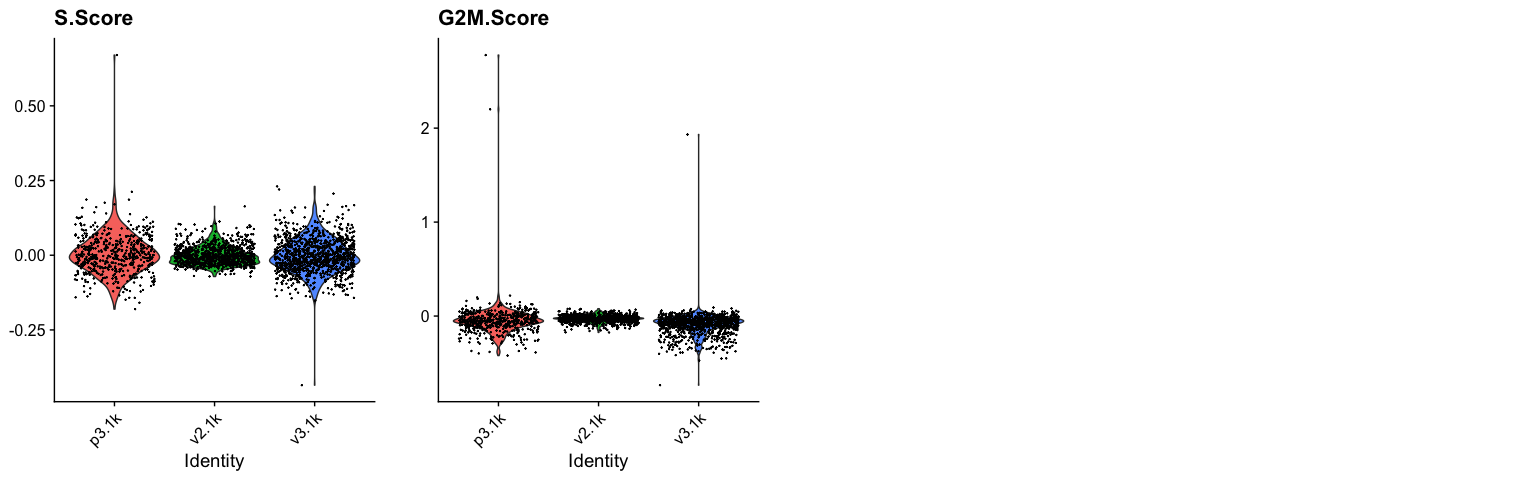 S.Score
0.50
0.25
0.00
-0.25
p3.1k
v2.1k
v3.1k
Identity
G2M.Score
2
1
0
p3.1k
v2.1k
v3.1k
Identity